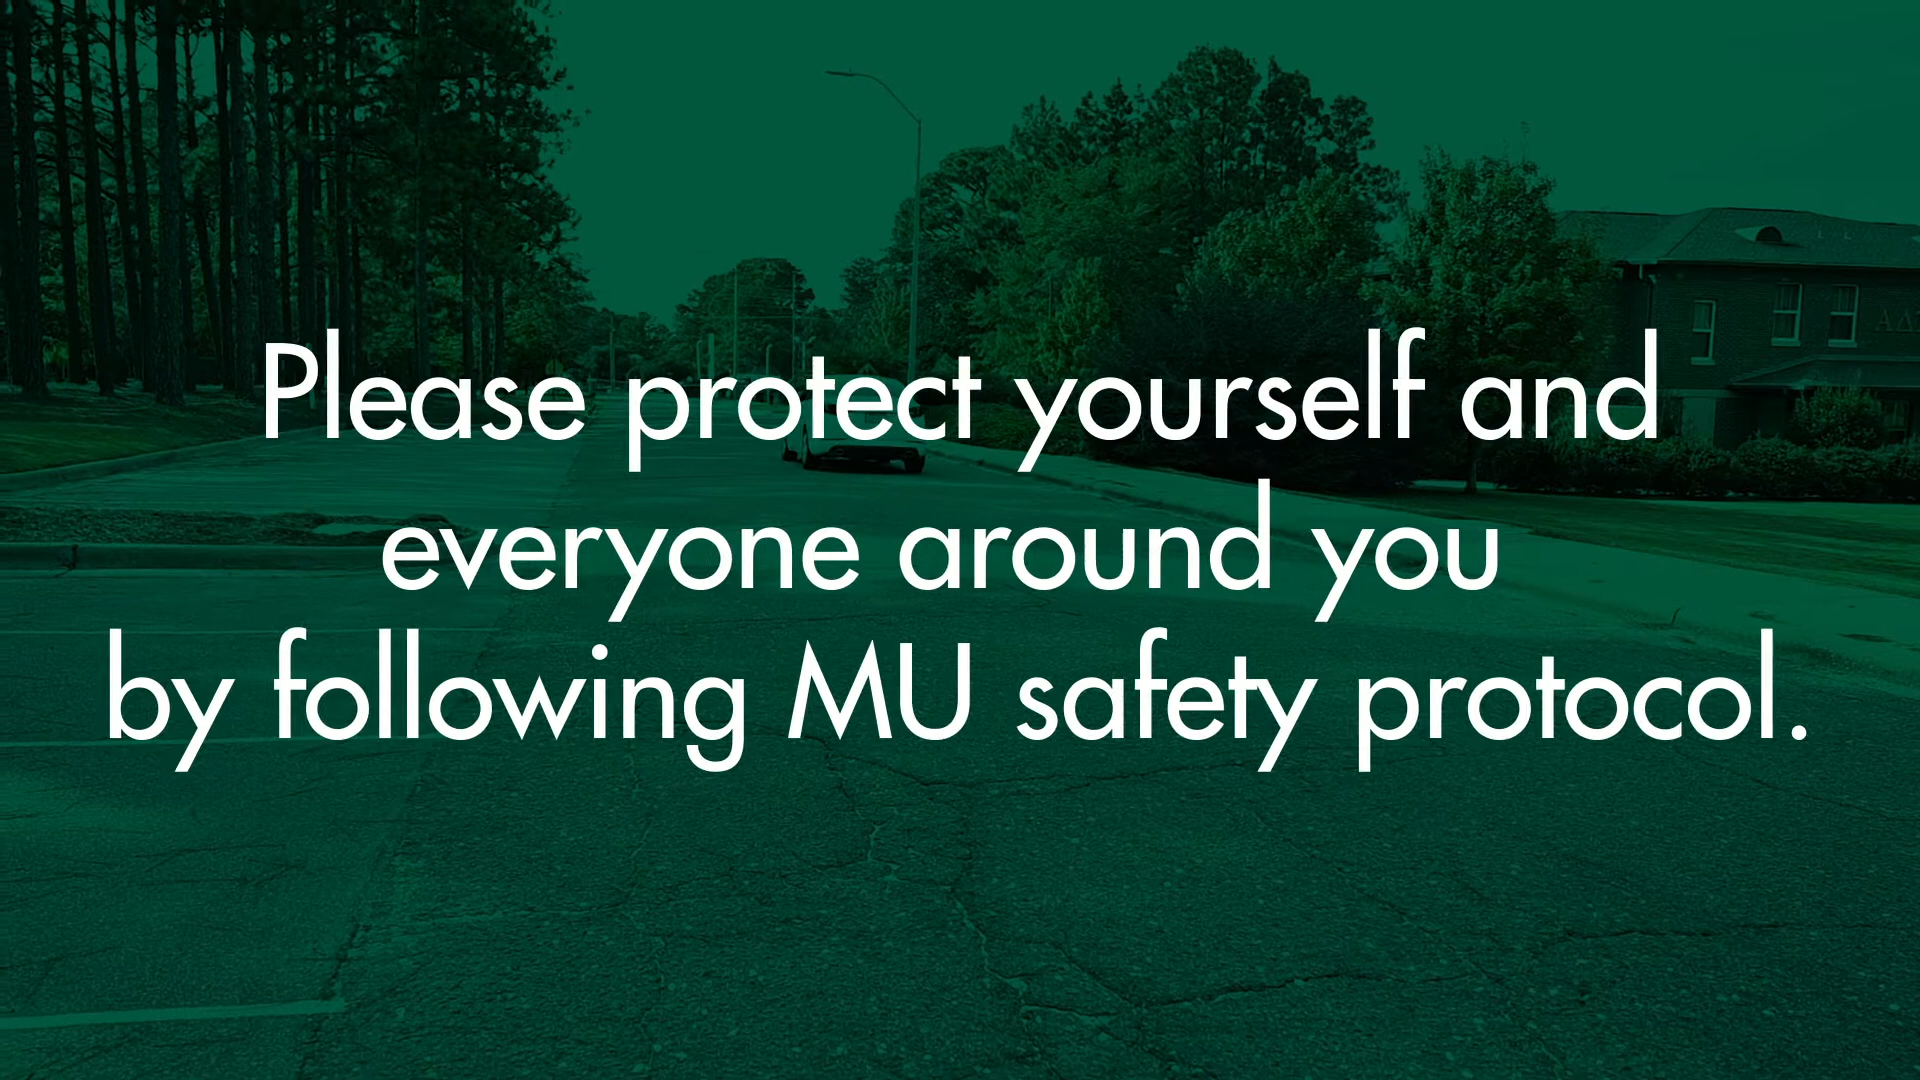 Please protect yourself and
everyone around you
by following MU safety protocol.